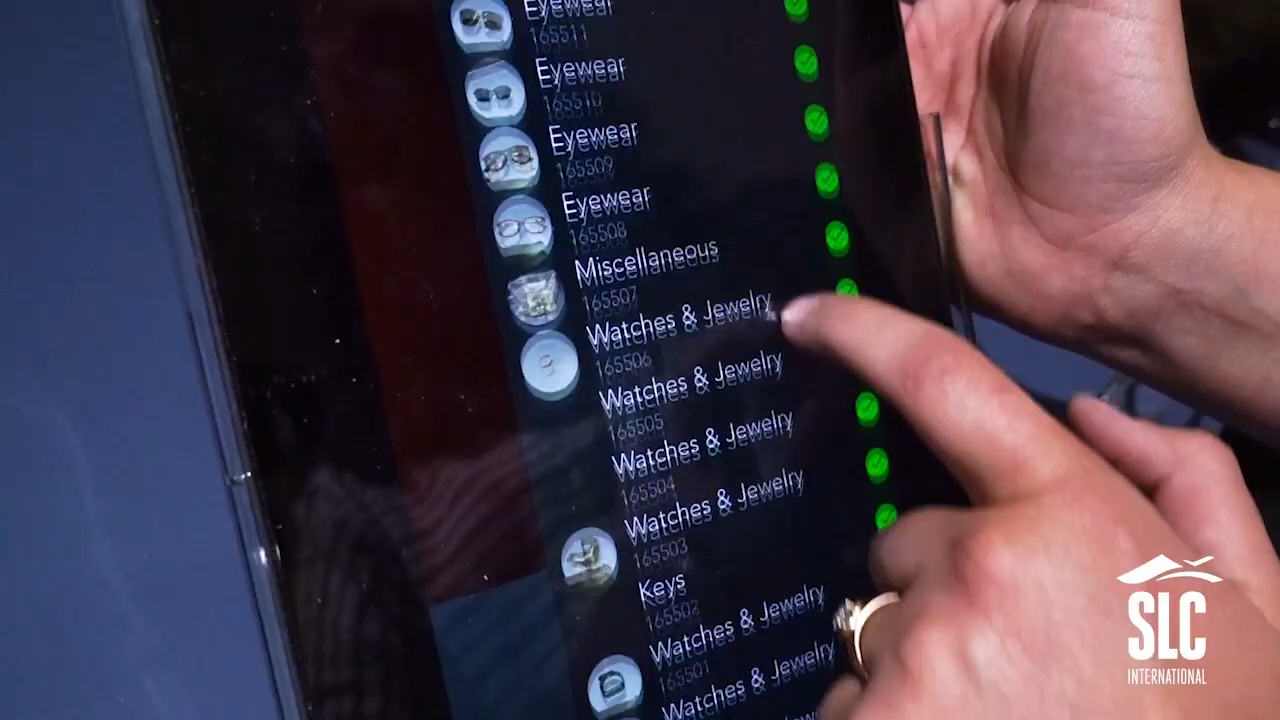 Eyewear
165511
Eyewear
165510
Eyewear
165509
Eyewear
165508
Miscellaneous
165507
Watches & Jewelry
165506
Watches & Jewelry
165505
Watches & Jewelry
165504
Watches & Jewelry
165503
Keys
165502
Watches & Jewelry
165501
Watches & Jewelry
SLC
INTERNATIONAL